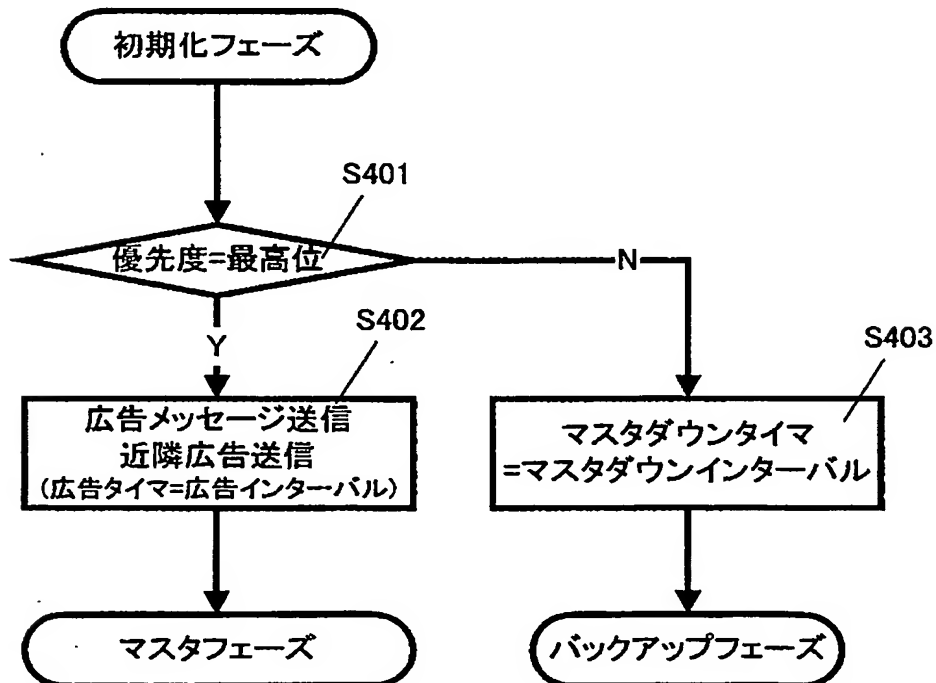 初期化フェーズ
S401
優先度=最高位
N
Y
S402
S403
広告メッセージ送信
近隣広告送信
(広告タイマ=広告インターバル)
マスタダウンタイマ
=マスタダウンインターバル
マスタフェーズ
バックアップフェーズ